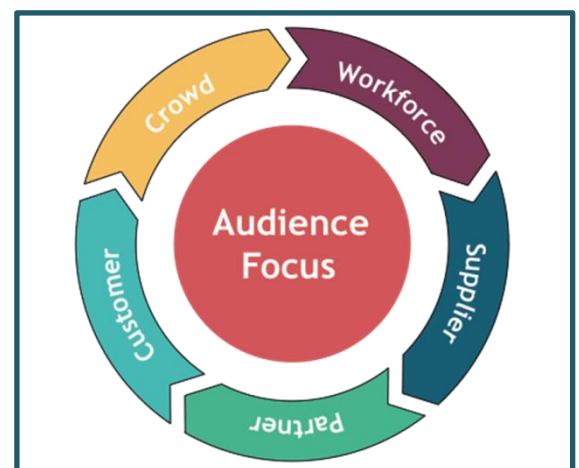 Crowd
Workforce
Supplier
Partner
Customer
Audience
Focus